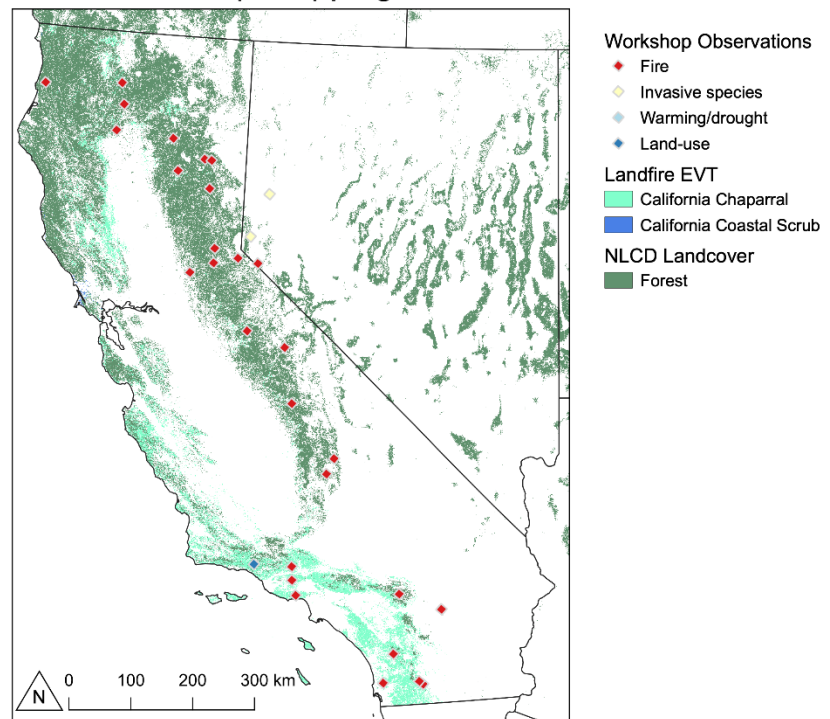 Workshop Observations
Fire
Invasive species
Warming/drought
Land-use
Landfire EVT
California Chaparral
California Coastal Scrub
NLCD Landcover
Forest
N
0 100 200 300 km